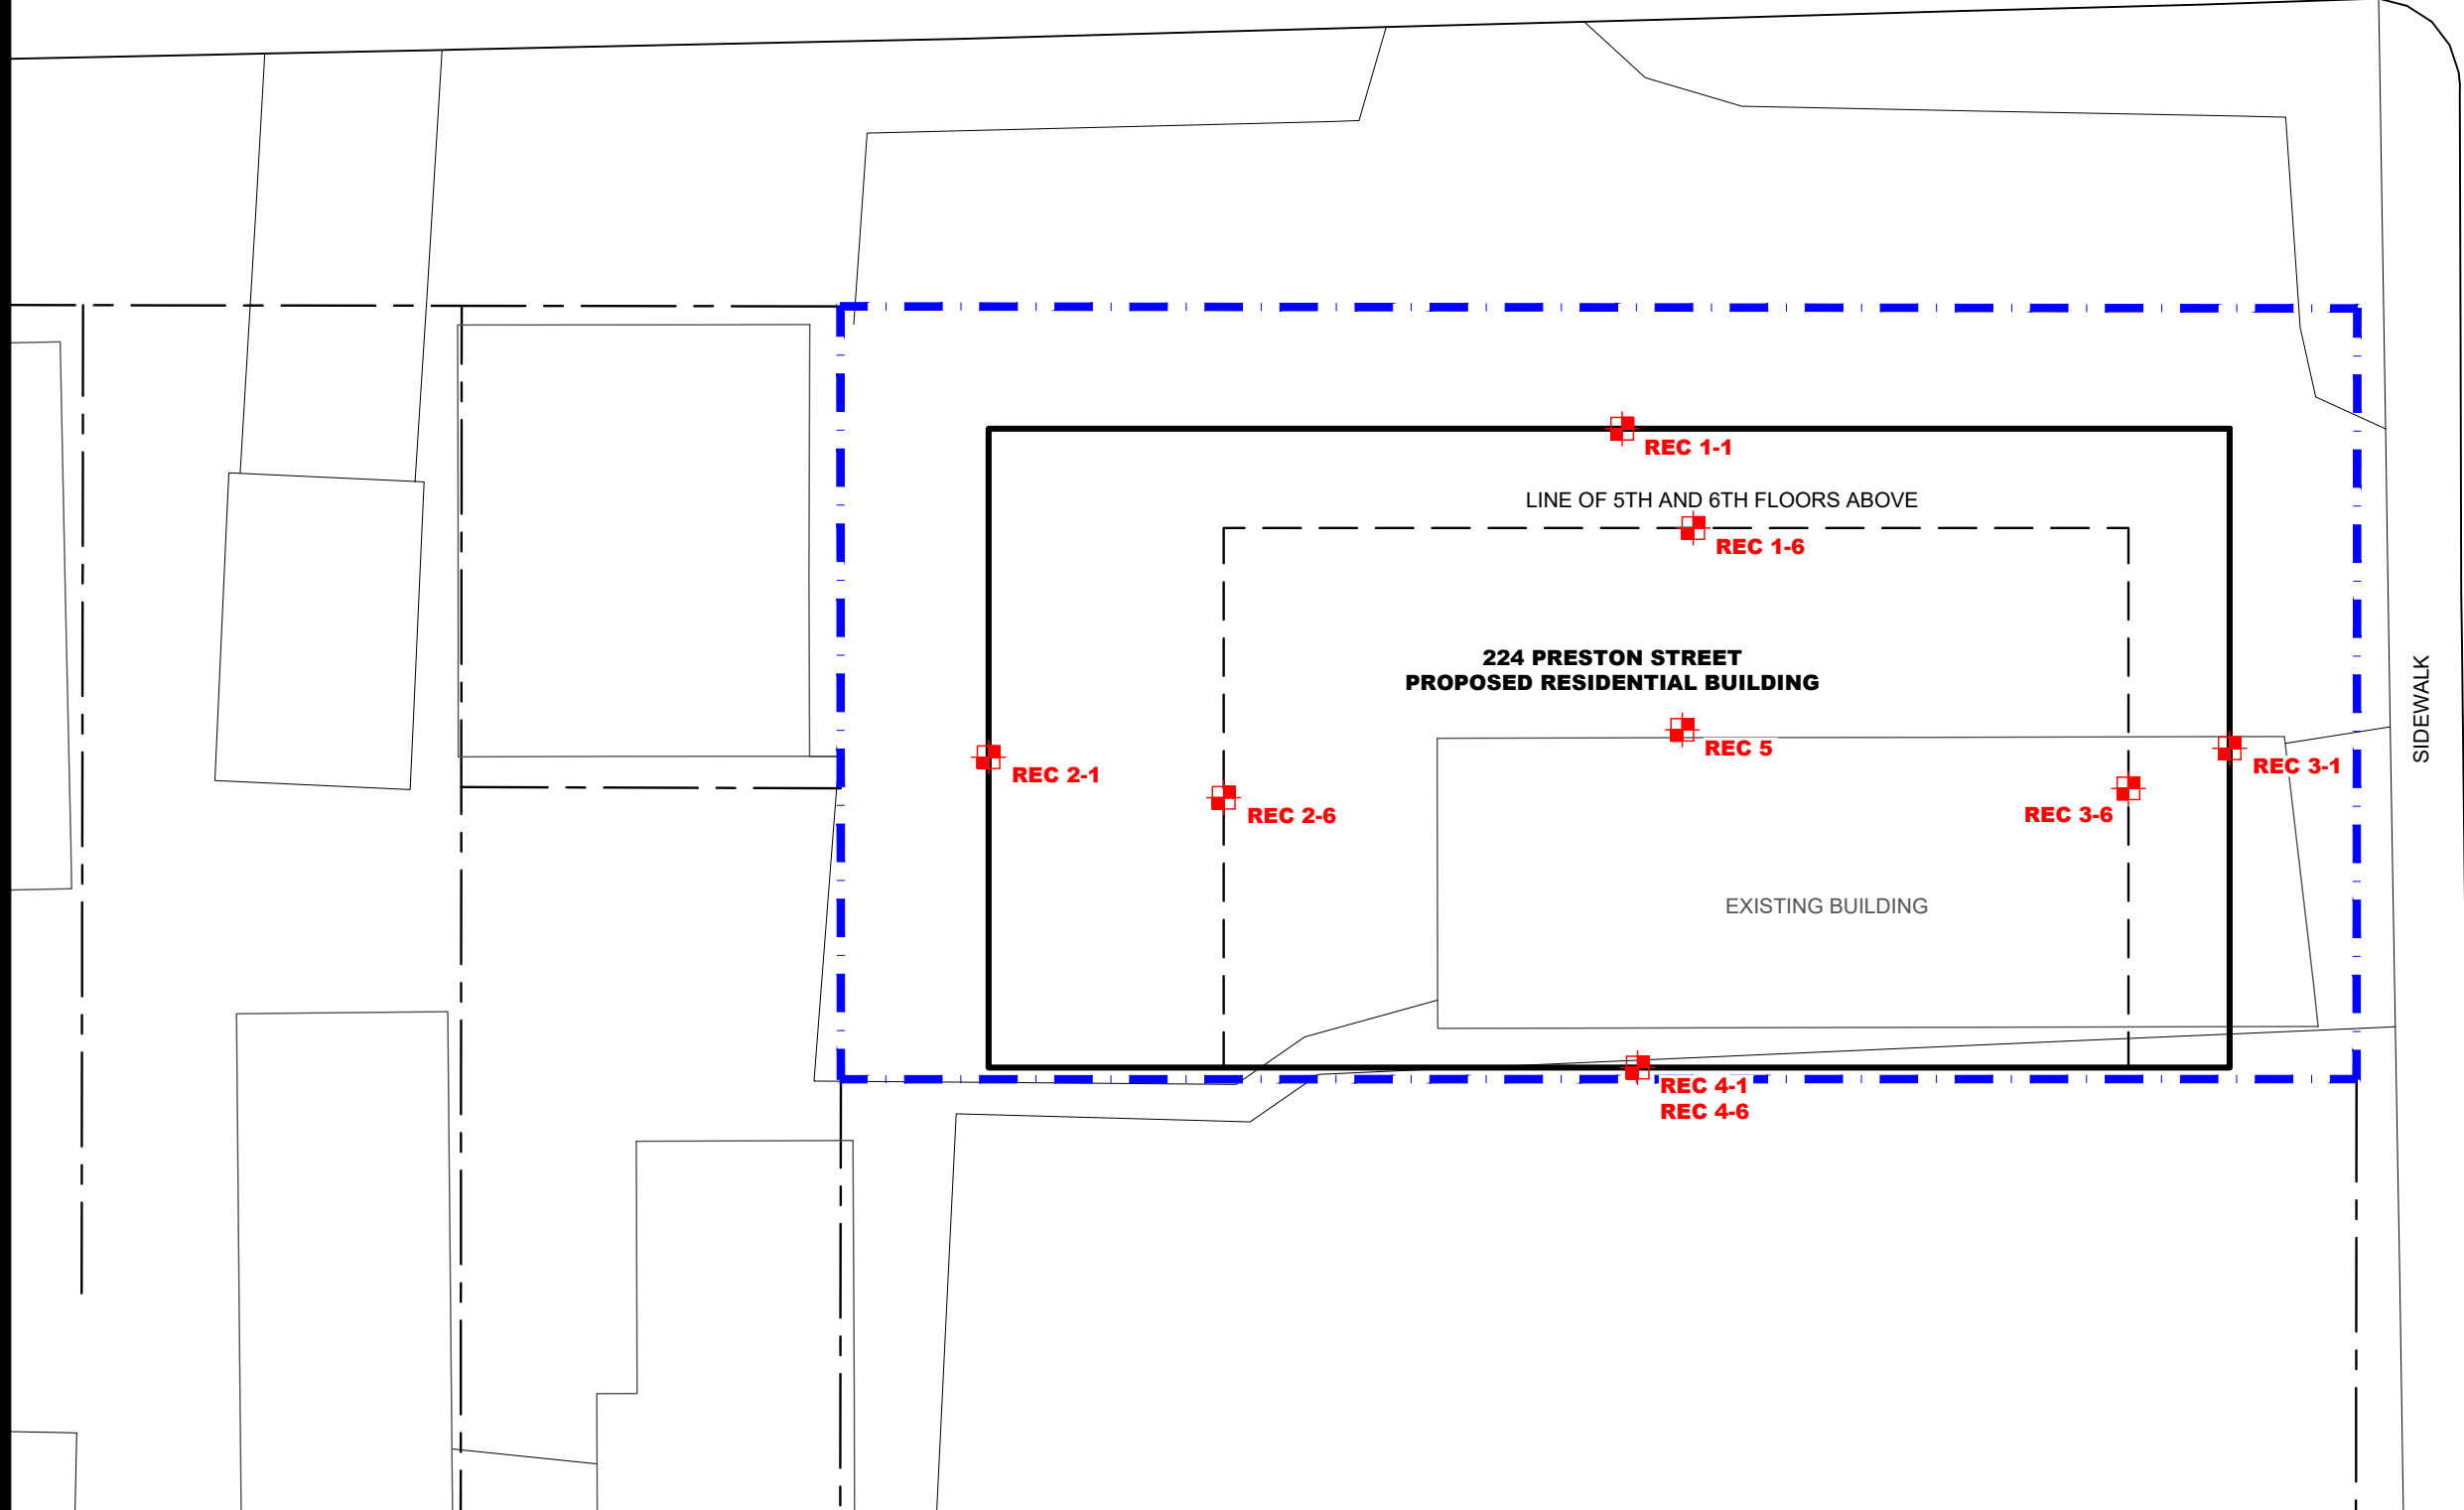 REC 1-1
LINE OF 5TH AND 6TH FLOORS ABOVE
REC 1-6
224 PRESTON STREET
PROPOSED RESIDENTIAL BUILDING
SIDEWALK
REC 5
REC 2-1
REC 3-1
REC 2-6
REC 3-6
EXISTING BUILDING
REC 4-1
REC 4-6